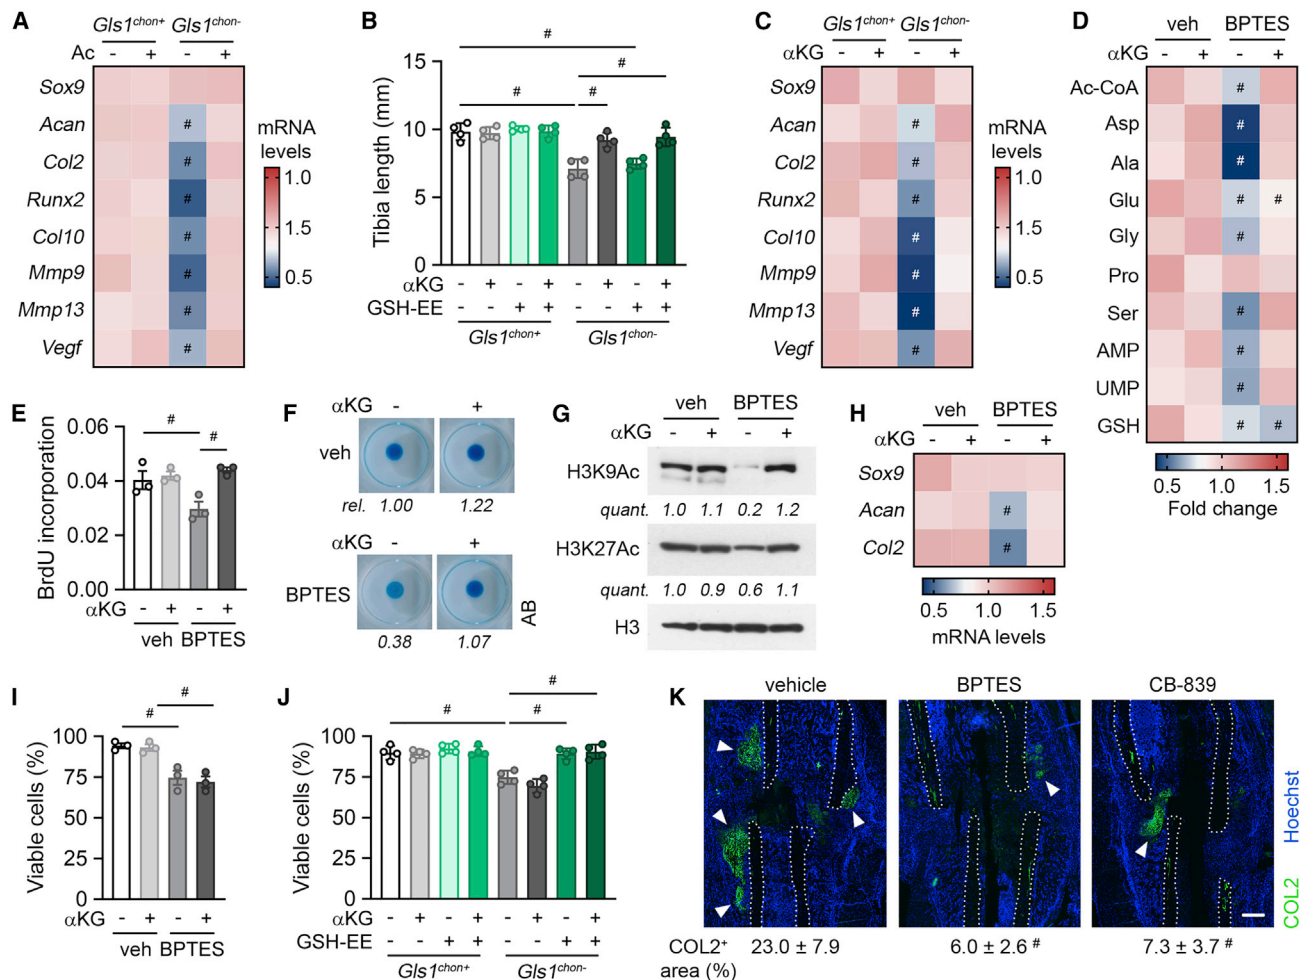 A
Gls1chon+ Gls1chon-
Ac - + - +
Sox9
Acan #
Col2 #
Runx2 #
Col10 #
Mmp9 #
Mmp13 #
Vegf #
mRNA
levels
1.0
1.5
0.5
B
Tibia length (mm)
15
10
5
0
#
#
#
#
αKG - + - + - + - +
GSH-EE - - + + - - + +
Gls1chon+ Gls1chon-
C
Gls1chon+ Gls1chon-
αKG - + - +
Sox9
Acan #
Col2 #
Runx2 #
Col10 #
Mmp9 #
Mmp13 #
Vegf #
mRNA
levels
1.0
1.5
0.5
D
veh BPTES
αKG - + - +
Ac-CoA #
Asp #
Ala #
Glu # #
Gly #
Pro
Ser #
AMP #
UMP #
GSH # #
0.5 1.0 1.5
Fold change
E
BrdU incorporation
0.06
0.04
0.02
0.00
#
#
αKG - + - +
veh BPTES
F
αKG - +
veh
rel. 1.00 1.22
αKG - +
BPTES
0.38 1.07
AB
G
veh BPTES
αKG - + - +
H3K9Ac
quant. 1.0 1.1 0.2 1.2
H3K27Ac
quant. 1.0 0.9 0.6 1.1
H3
H
veh BPTES
αKG - + - +
Sox9
Acan #
Col2 #
0.5 1.0 1.5
mRNA levels
I
Viable cells (%)
100
75
50
25
0
#
#
αKG - + - +
veh BPTES
J
Viable cells (%)
100
75
50
25
0
#
#
#
αKG - + - + - + - +
GSH-EE - - + + - - + +
Gls1chon+ Gls1chon-
K
vehicle BPTES CB-839
COL2 Hoechst
COL2+ 23.0 ± 7.9 6.0 ± 2.6 # 7.3 ± 3.7 #
area (%)